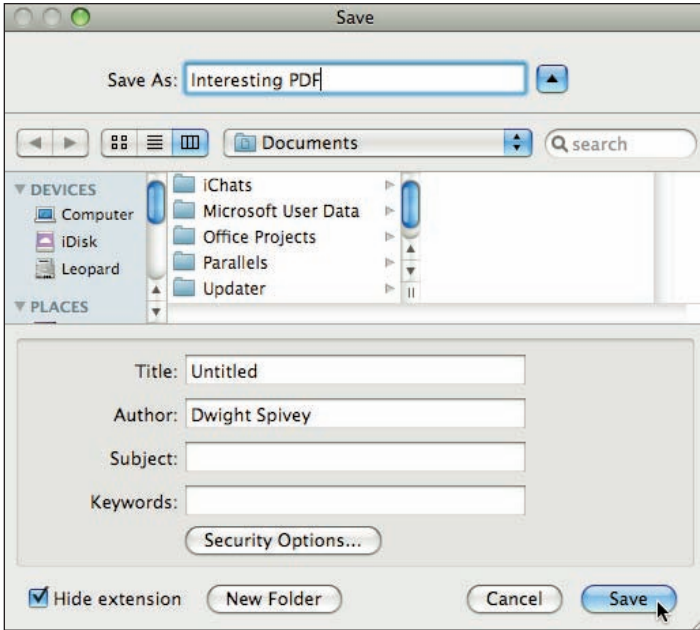 Save
Save As: Interesting PDF
Documents
search
DEVICES
Computer
iDisk
Leopard
PLACES
iChats
Microsoft User Data
Office Projects
Parallels
Updater
Title: Untitled
Author: Dwight Spivey
Subject:
Keywords:
Security Options...
Hide extension
New Folder
Cancel
Save